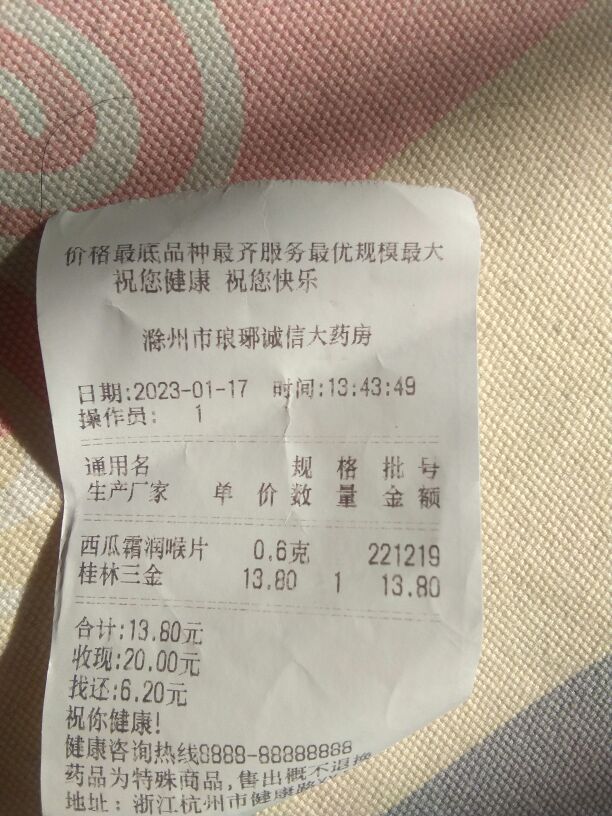 价格最底品种最齐服务最优规模最大
祝您健康 祝您快乐
滁州市琅琊诚信大药房
日期:2023-01-17 时间:13:43:49
操作员: 1
通用名 规 格 批 号
生产厂家 单 价 数 量 金 额
西瓜霜润喉片 0.6克 221219
桂林三金 13.80 1 13.80
合计:13.80元
收现:20.00元
找还:6.20元
祝你健康!
健康咨询热线8888-88888888
药品为特殊商品,售出概不退换
地址: 浙江杭州市健康路